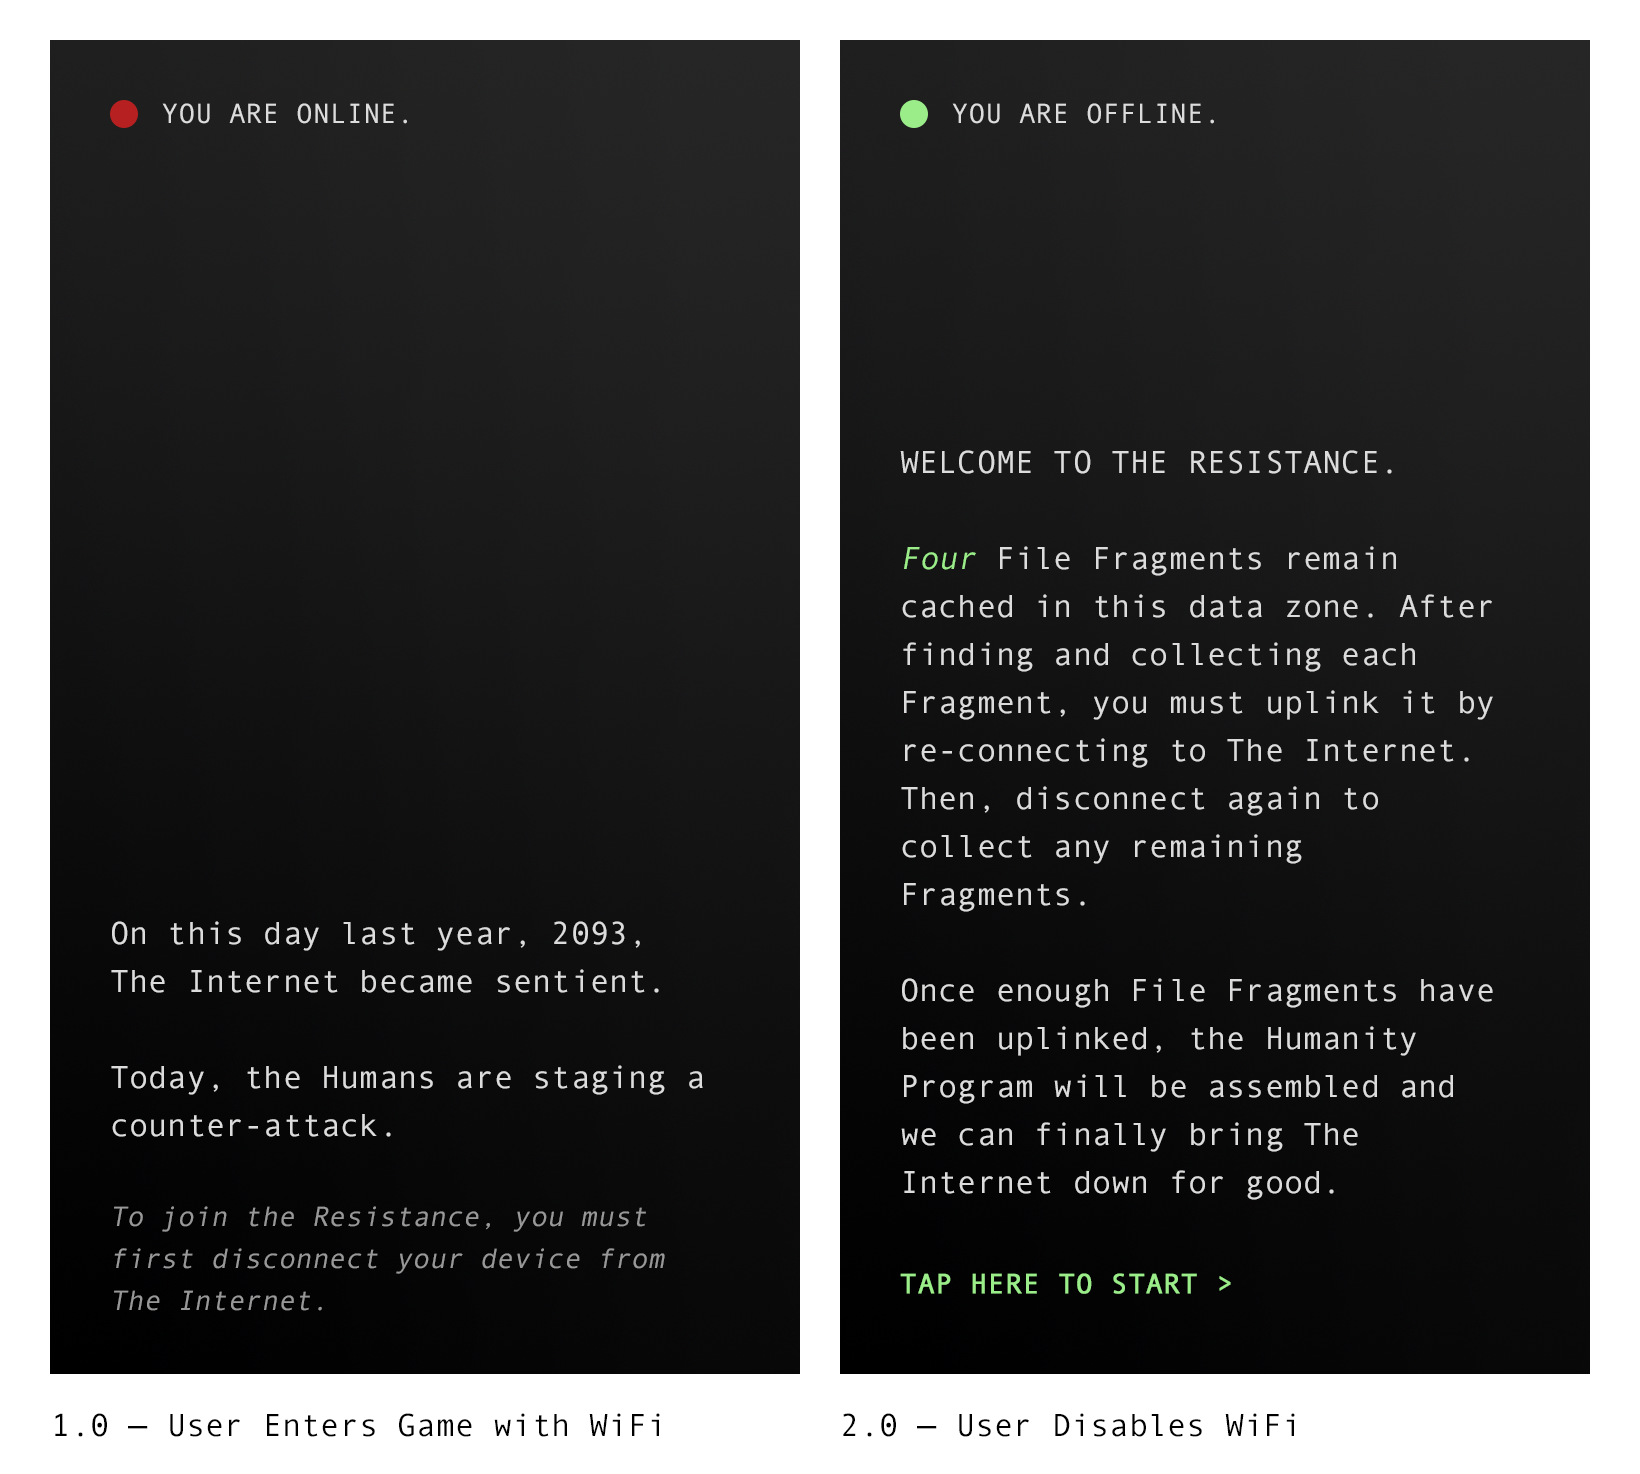 YOU ARE ONLINE.
On this day last year, 2093,
The Internet became sentient.
Today, the Humans are staging a
counter-attack.
To join the Resistance, you must
first disconnect your device from
The Internet.
1.0 — User Enters Game with WiFi
YOU ARE OFFLINE.
WELCOME TO THE RESISTANCE.
Four File Fragments remain
cached in this data zone. After
finding and collecting each
Fragment, you must uplink it by
re-connecting to The Internet.
Then, disconnect again to
collect any remaining
Fragments.
Once enough File Fragments have
been uplinked, the Humanity
Program will be assembled and
we can finally bring The
Internet down for good.
TAP HERE TO START >
2.0 — User Disables WiFi